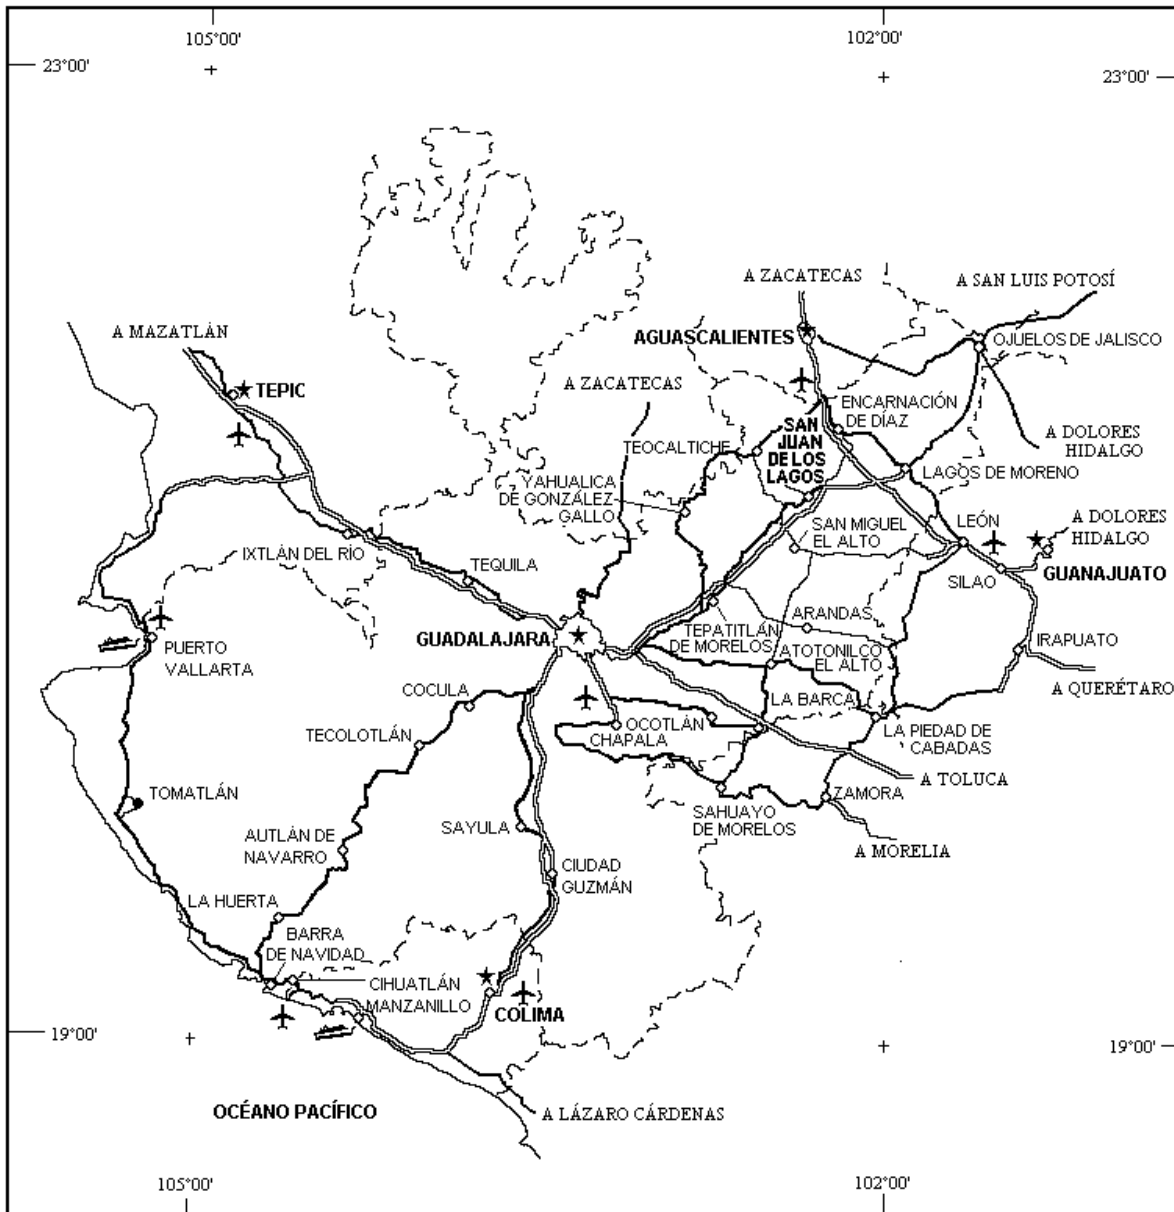 105°00'
102°00'
23°00'
23°00'
A ZACATECAS
A SAN LUIS POTOSÍ
A MAZATLÁN
AGUASCALIENTES
OJUELOS DE JALISCO
TEPIC
A ZACATECAS
ENCARNACIÓN
DE DÍAZ
SAN
JUAN
DE LOS
LAGOS
A DOLORES
HIDALGO
TEOCALTICHE
LAGOS DE MORENO
YAHUALICA
DE GONZÁLEZ
GALLO
SAN MIGUEL
EL ALTO
LEÓN
A DOLORES
HIDALGO
IXTLÁN DEL RÍO
TEQUILA
SILAO
GUANAJUATO
ARANDAS
GUADALAJARA
TEPATITLÁN
DE MORELOS
ATOTONILCO
EL ALTO
IRAPUATO
PUERTO
VALLARTA
A QUERÉTARO
COCULA
LA BARCA
OCOTLÁN
CHAPALA
LA PIEDAD DE
CABADAS
TECOLOTLÁN
A TOLUCA
TOMATLÁN
ZAMORA
SAHUAYO
DE MORELOS
SAYULA
AUTLÁN DE
NAVARRO
A MORELIA
CIUDAD
GUZMÁN
LA HUERTA
BARRA
DE NAVIDAD
CIHUATLÁN
MANZANILLO
COLIMA
19°00'
19°00'
OCÉANO PACÍFICO
A LÁZARO CÁRDENAS
105°00'
102°00'